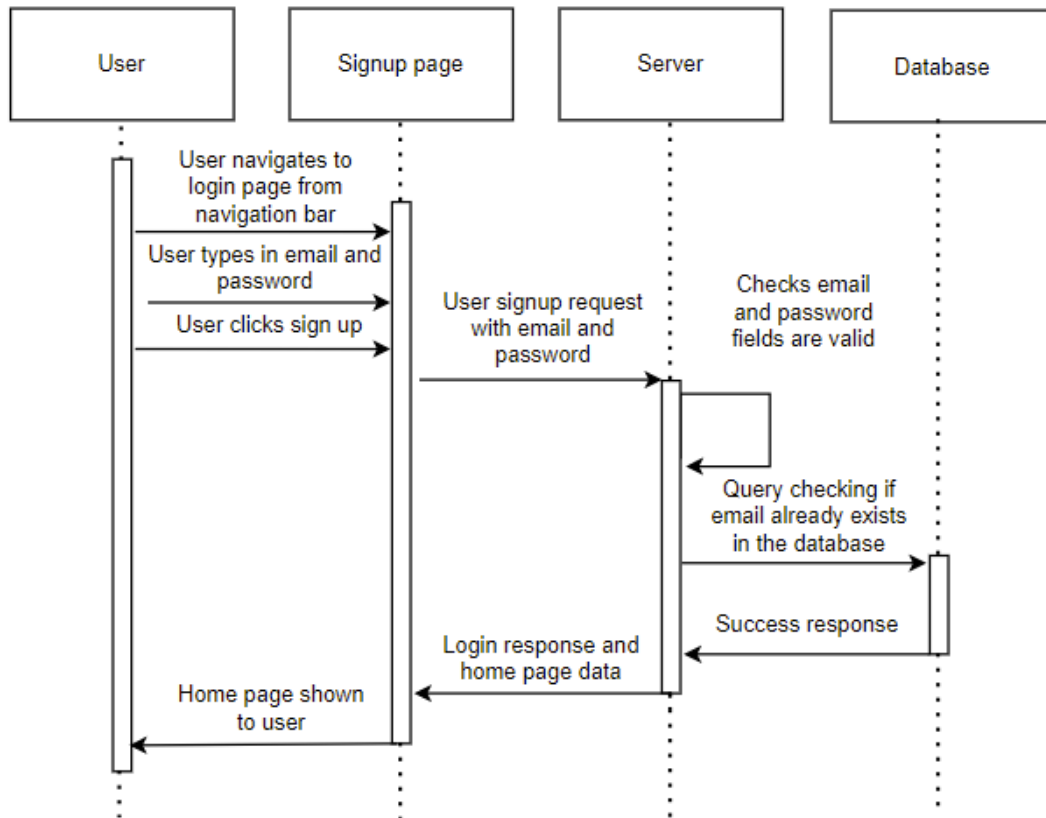 User
Signup page
Server
Database
User navigates to
login page from
navigation bar
User types in email and
password
User clicks sign up
User signup request
with email and
password
Checks email
and password
fields are valid
Query checking if
email already exists
in the database
Success response
Login response and
home page data
Home page shown
to user